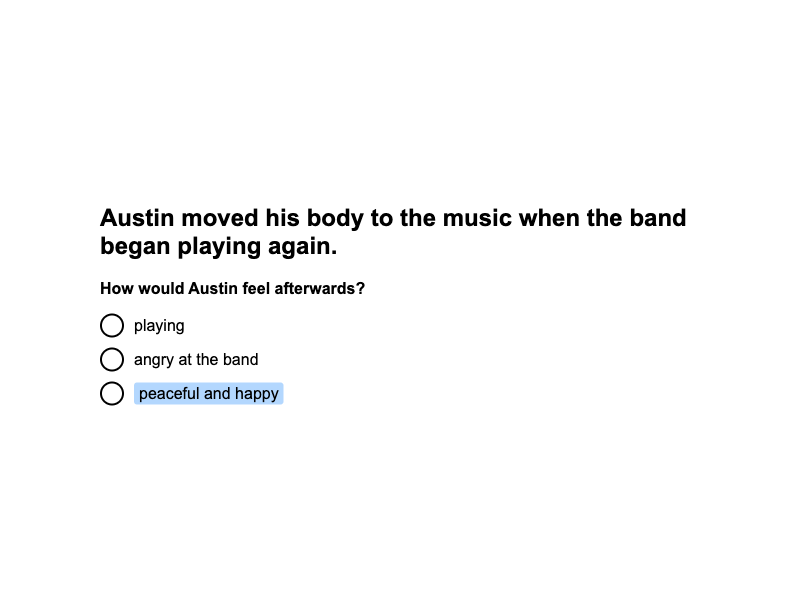 Austin moved his body to the music when the band
began playing again.
How would Austin feel afterwards?
playing
angry at the band
peaceful and happy